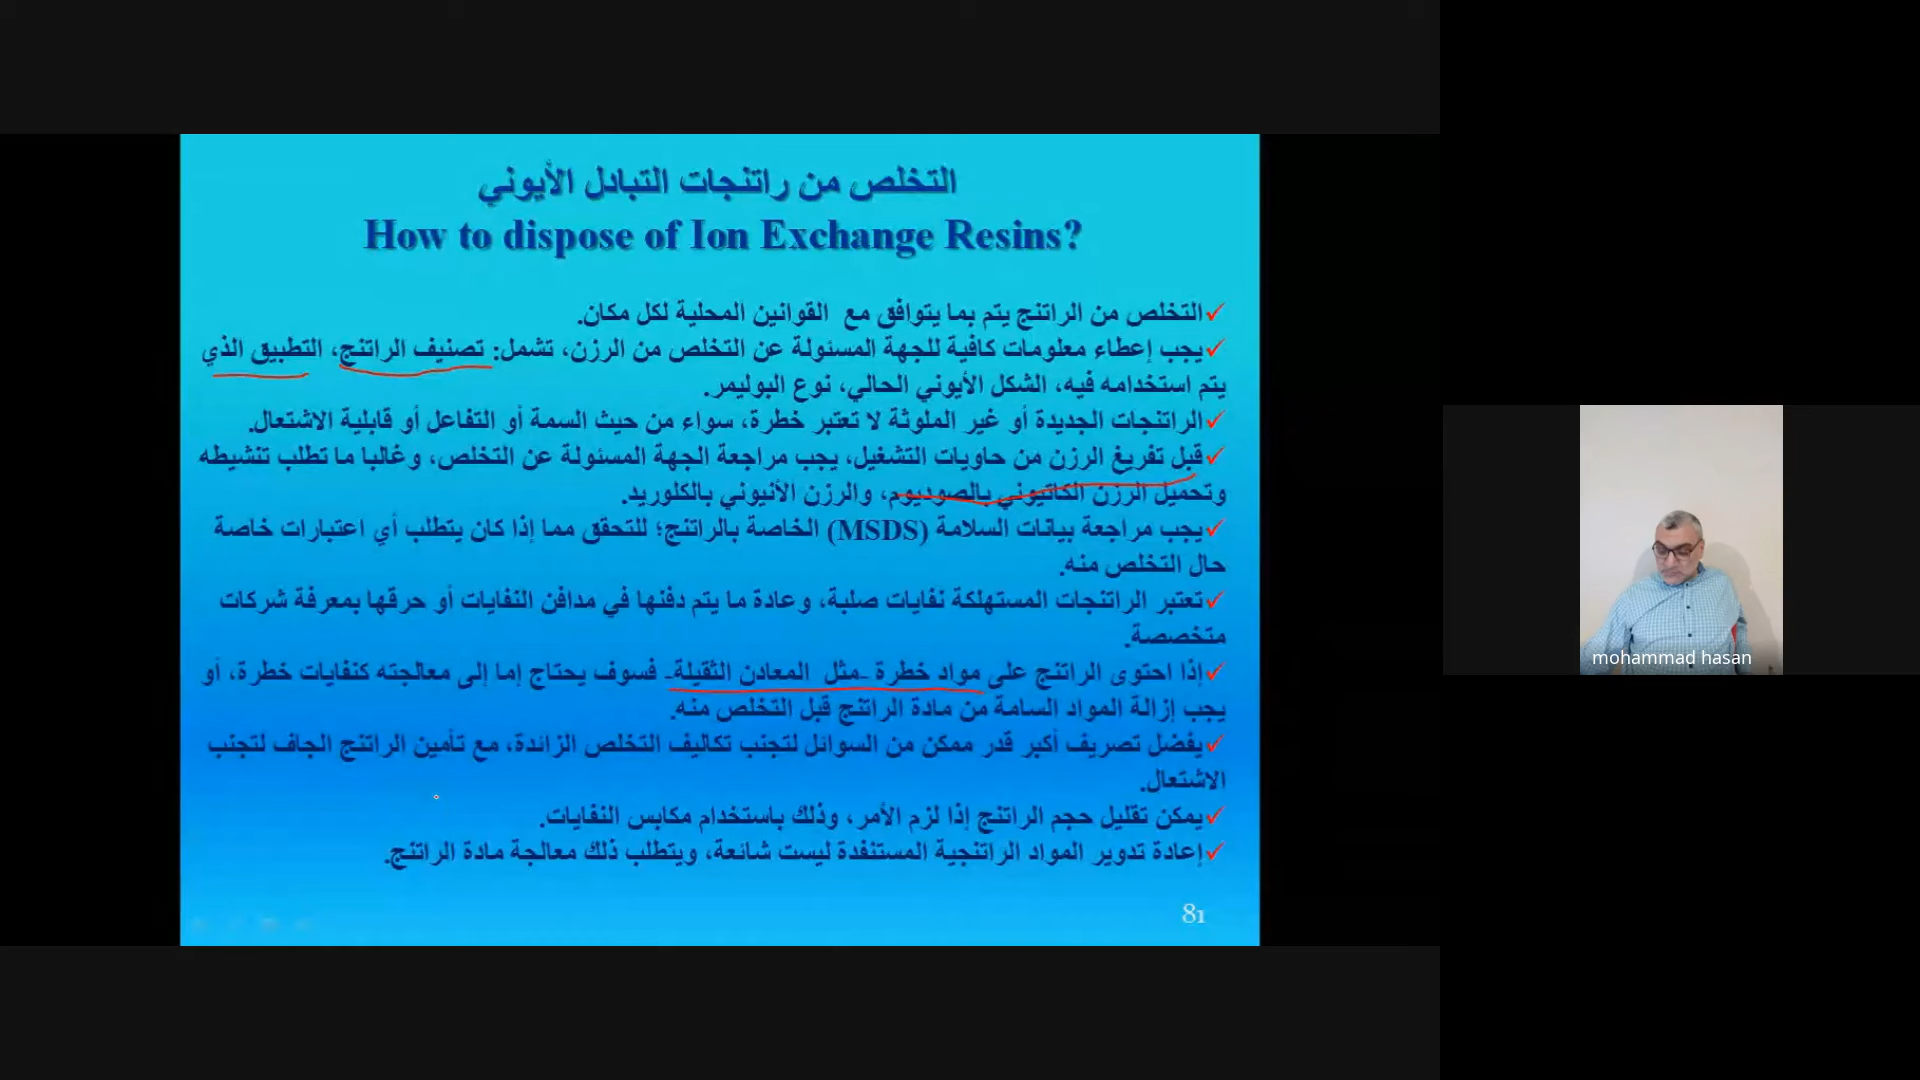 التخلص من راتنجات التبادل الأيوني
How to dispose of Ion Exchange Resins?
✓التخلص من الراتنج يتم بما يتوافق مع القوانين المحلية لكل مكان.
✓يجب إعطاء معلومات كافية للجهة المسئولة عن التخلص من الرزن، تشمل: تصنيف الراتنج، التطبيق الذي
يتم استخدامه فيه، الشكل الأيوني الحالي، نوع البوليمر.
✓الراتنجات الجديدة أو غير الملوثة لا تعتبر خطرة، سواء من حيث السمة أو التفاعل أو قابلية الاشتعال.
✓قبل تفريغ الرزن من حاويات التشغيل، يجب مراجعة الجهة المسئولة عن التخلص، وغالبا ما تطلب تنشيطه
وتحميل الرزن الكاتيوني بالصوديوم، والرزن الأنيوني بالكلوريد.
✓يجب مراجعة بيانات السلامة (MSDS) الخاصة بالراتنج؛ للتحقق مما إذا كان يتطلب أي اعتبارات خاصة
حال التخلص منه.
✓تعتبر الراتنجات المستهلكة نفايات صلبة، وعادة ما يتم دفنها في مدافن النفايات أو حرقها بمعرفة شركات
متخصصة.
✓إذا احتوى الراتنج على مواد خطرة -مثل المعادن الثقيلة- فسوف يحتاج إما إلى معالجته كنفايات خطرة، أو
يجب إزالة المواد السامة من مادة الراتنج قبل التخلص منه.
✓يفضل تصريف أكبر قدر ممكن من السوائل لتجنب تكاليف التخلص الزائدة، مع تأمين الراتنج الجاف لتجنب
الاشتعال.
✓يمكن تقليل حجم الراتنج إذا لزم الأمر، وذلك باستخدام مكابس النفايات.
✓إعادة تدوير المواد الراتنجية المستنفدة ليست شائعة، ويتطلب ذلك معالجة مادة الراتنج.
81
mohammad hasan